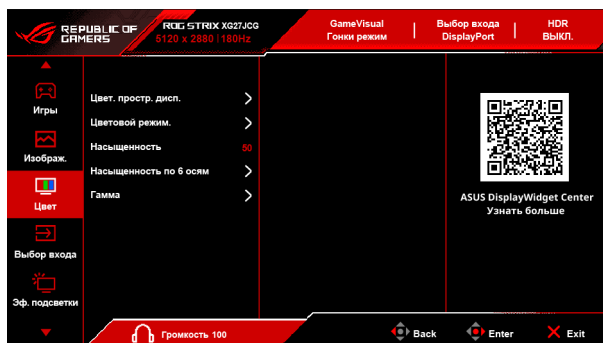 REPUBLIC OF
GAMERS
ROG STRIX XG27JCG
5120 x 2880 | 180Hz
GameVisual
Гонки режим
Выбор входа
DisplayPort
HDR
ВЫКЛ.
Игры
Изображ.
Цвет
Выбор входа
Эф. подсветки
Цвет. простр. дисп.
Цветовой режим.
Насыщенность 50
Насыщенность по 6 осям
Гамма
ASUS DisplayWidget Center
Узнать больше
Громкость 100
Back
Enter
Exit